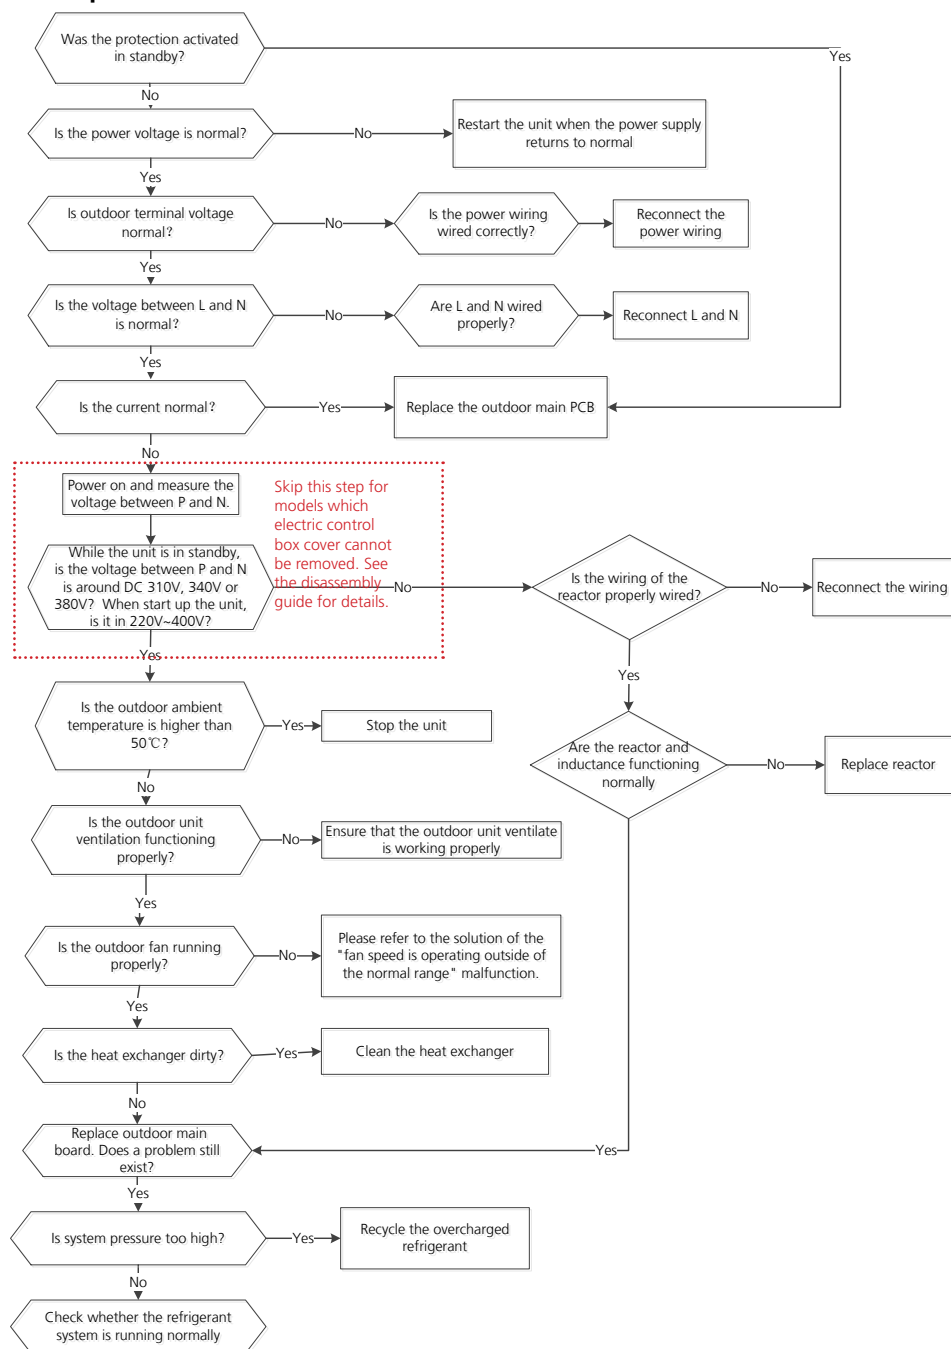 Was the protection activated
in standby?
Yes
No
Is the power voltage is normal?
No
Restart the unit when the power supply
returns to normal
Yes
Is outdoor terminal voltage
normal?
No
Is the power wiring
wired correctly?
Reconnect the
power wiring
Yes
Is the voltage between L and N
is normal?
No
Are L and N wired
properly?
Reconnect L and N
Yes
Is the current normal?
Yes
Replace the outdoor main PCB
No
Power on and measure the
voltage between P and N.
Skip this step for
models which
electric control
box cover cannot
be removed. See
the disassembly
guide for details.
While the unit is in standby,
is the voltage between P and N
is around DC 310V, 340V or
380V? When start up the unit,
is it in 220V~400V?
No
Is the wiring of the
reactor properly wired?
No
Reconnect the wiring
Yes
Yes
Is the outdoor ambient
temperature is higher than
50℃?
Yes
Stop the unit
Are the reactor and
inductance functioning
normally
No
Replace reactor
No
Is the outdoor unit
ventilation functioning
properly?
No
Ensure that the outdoor unit ventilate
is working properly
Yes
Is the outdoor fan running
properly?
No
Please refer to the solution of the
"fan speed is operating outside of
the normal range" malfunction.
Yes
Is the heat exchanger dirty?
Yes
Clean the heat exchanger
No
Replace outdoor main
board. Does a problem still
exist?
Yes
Yes
Is system pressure too high?
Yes
Recycle the overcharged
refrigerant
No
Check whether the refrigerant
system is running normally